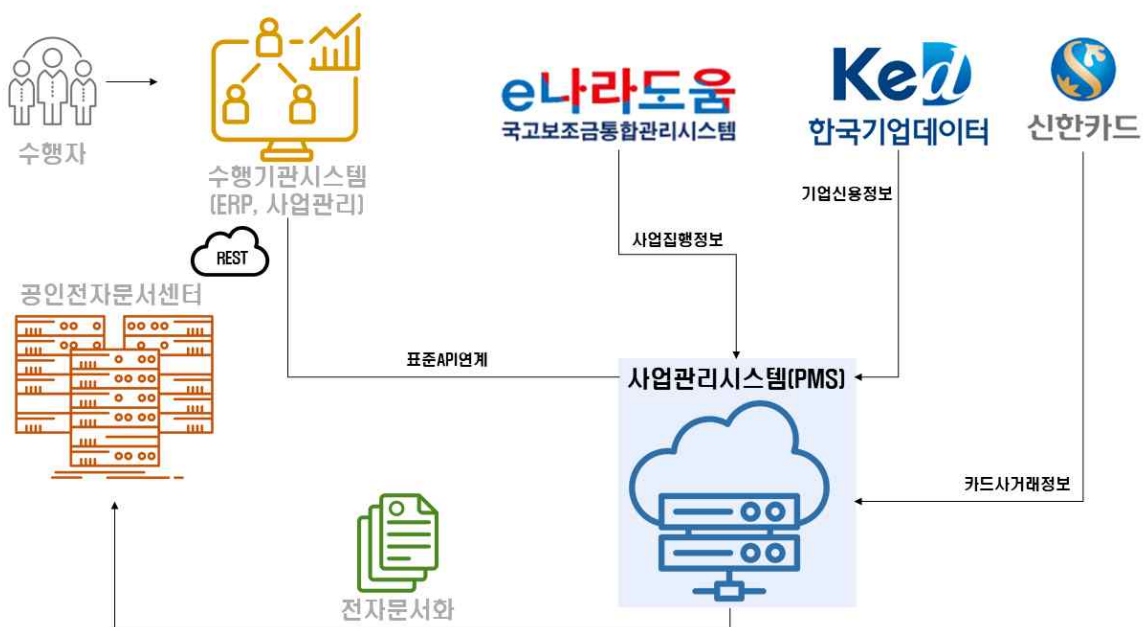 수행자
수행기관시스템
(ERP, 사업관리)
e나라도움
국고보조금통합관리시스템
Ked
한국기업데이터
신한카드
기업신용정보
사업집행정보
REST
공인전자문서센터
표준API연계
사업관리시스템(PMS)
카드사거래정보
전자문서화